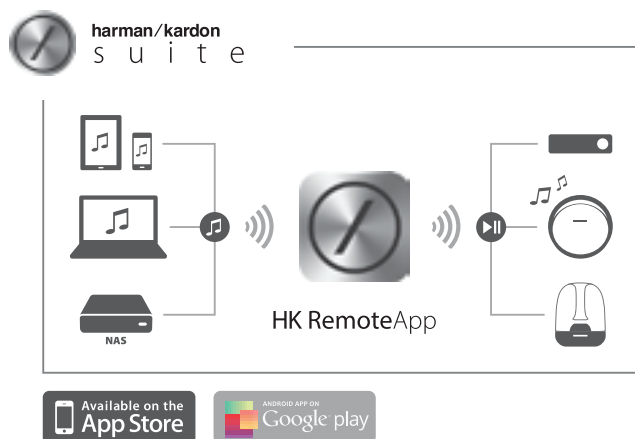 harman/kardon
suite
NAS
HK RemoteApp
Available on the
App Store
ANDROID APP ON
Google play